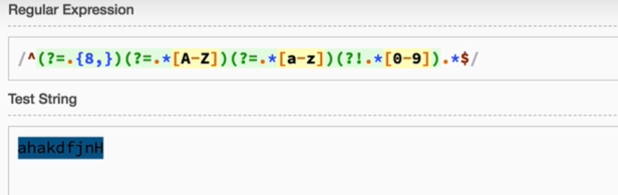 Regular Expression
/^(?=.{8,})(?=.*[A-Z])(?=.*[a-z])(?!.*[0-9]).*$/
Test String
ahakdfjnH